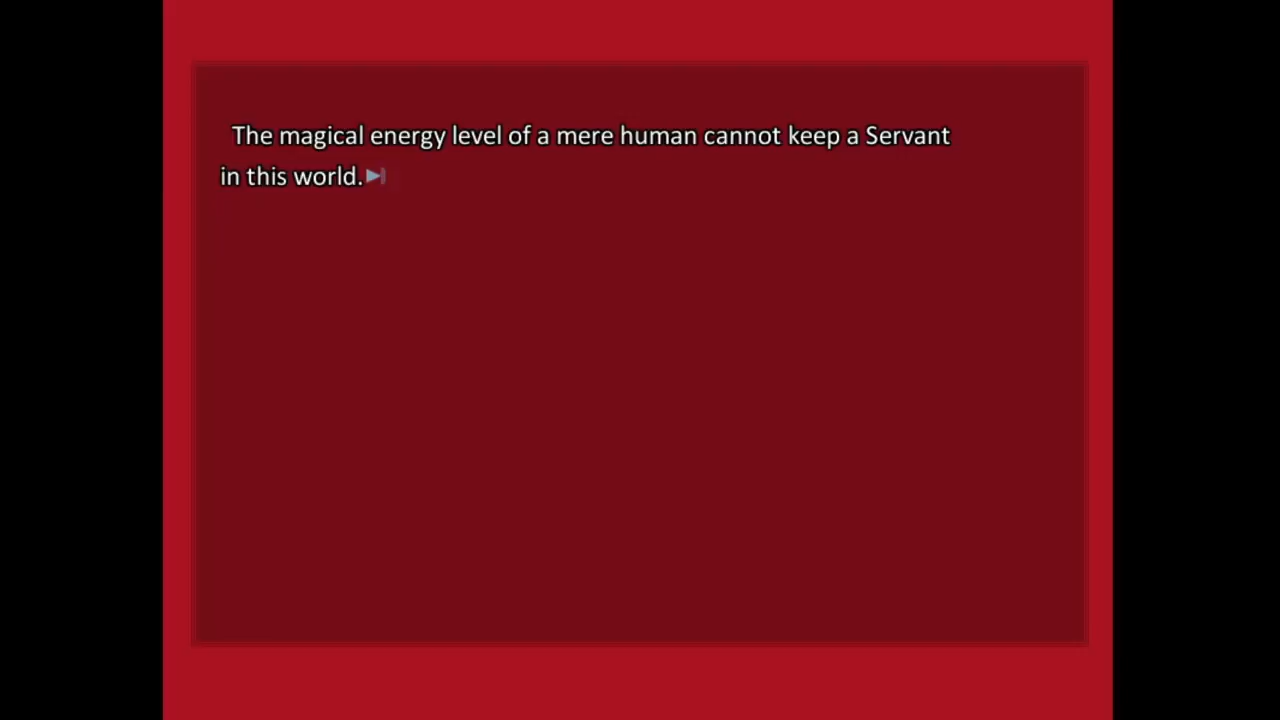 The magical energy level of a mere human cannot keep a Servant
in this world.